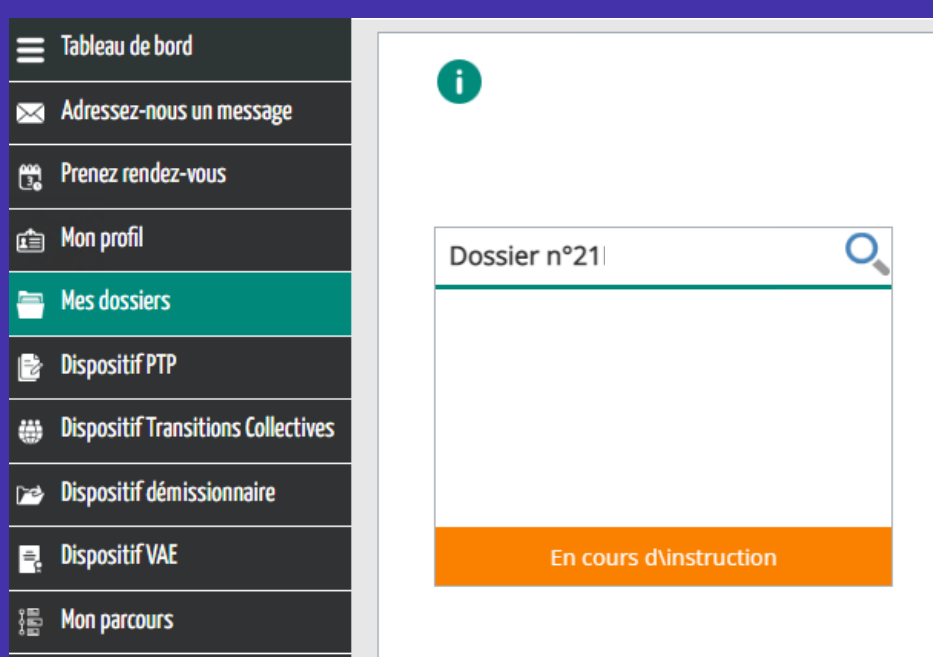 Tableau de bord
Adressez-nous un message
Prenez rendez-vous
Mon profil
Mes dossiers
Dispositif PTP
Dispositif Transitions Collectives
Dispositif démissionnaire
Dispositif VAE
Mon parcours
i
Dossier n°21
En cours d\instruction